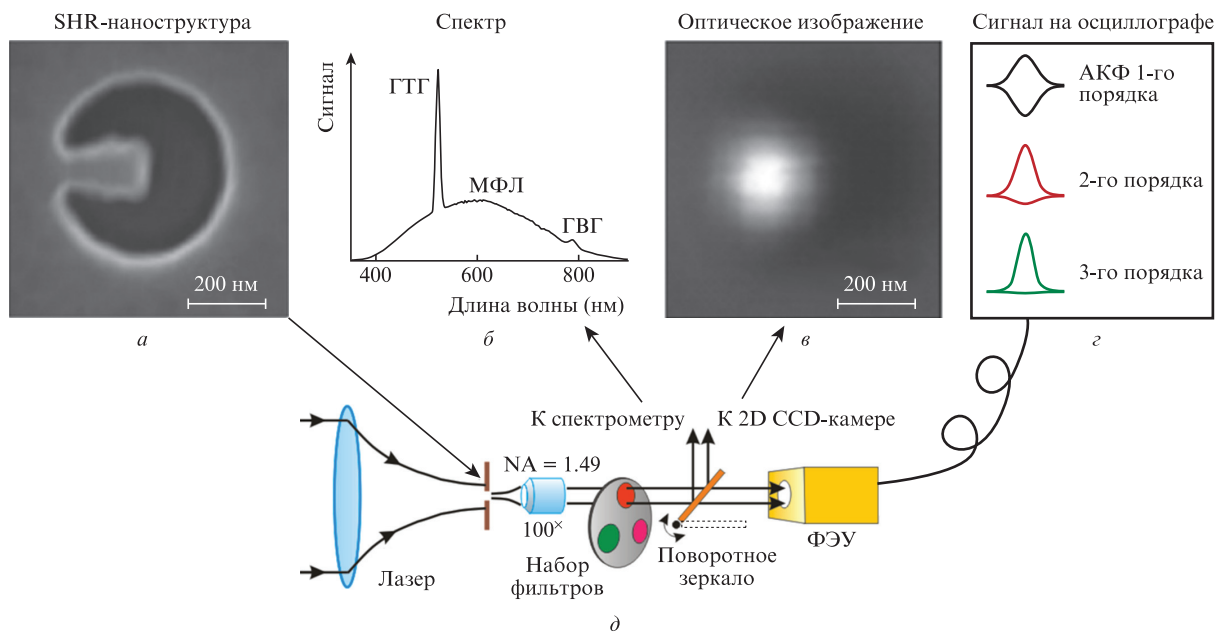 SHR-наноструктура
200 нм
а
Спектр
Сигнал
ГТГ
МФЛ
ГВГ
400
600
800
Длина волны (нм)
б
Оптическое изображение
200 нм
в
Сигнал на осциллографе
АКФ 1-го
порядка
2-го порядка
3-го порядка
г
К спектрометру
К 2D CCD-камере
NA = 1.49
100×
Лазер
Набор
фильтров
Поворотное
зеркало
ФЭУ
д